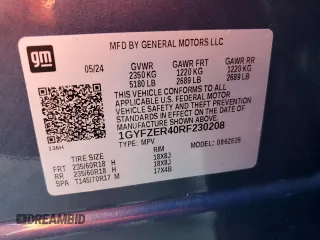 gm
MFD BY GENERAL MOTORS LLC
05/24 GVWR GAWR FRT GAWR RR
2350 KG 1220 KG 1220 KG
5180 LB 2689 LB 2689 LB
THIS VEHICLE CONFORMS TO ALL APPLICABLE
U.S. FEDERAL MOTOR VEHICLE SAFETY AND
THEFT PREVENTION STANDARDS IN EFFECT ON
THE DATE OF MANUFACTURE SHOWN ABOVE.
1GYFZER40RF230208
TYPE: MPV MODEL: 086ZE26
136H
RIM
FRT 235/60R18 H 18X8J
RR 235/60R18 H 18X8J
SPA T145/70R17 M 17X4B
DREAMBID